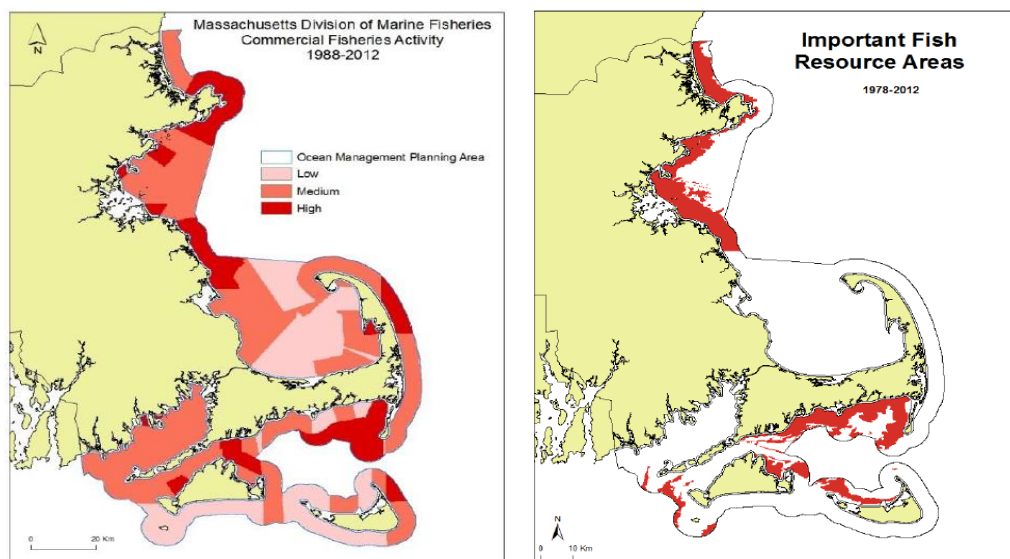 Massachusetts Division of Marine Fisheries
Commercial Fisheries Activity
1988-2012
N
Ocean Management Planning Area
Low
Medium
High
0 20 Km
Important Fish
Resource Areas
1978-2012
N
0 10 Km